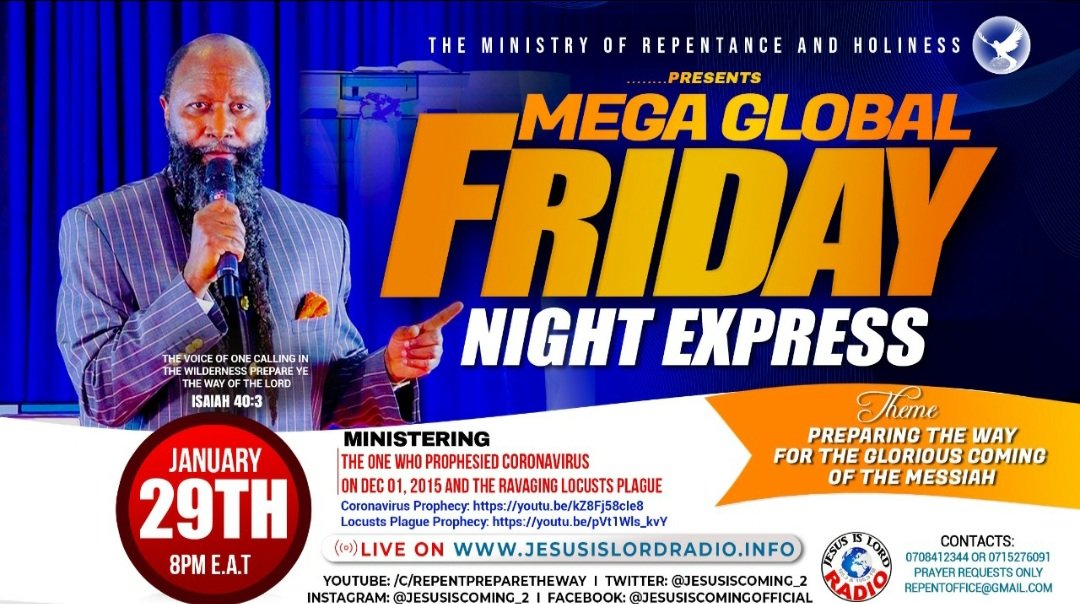 THE MINISTRY OF REPENTANCE AND HOLINESS
........PRESENTS
MEGA GLOBAL
FRIDAY
NIGHT EXPRESS
THE VOICE OF ONE CALLING IN
THE WILDERNESS PREPARE YE
THE WAY OF THE LORD
ISAIAH 40:3
Theme
PREPARING THE WAY
FOR THE GLORIOUS COMING
OF THE MESSIAH
JANUARY
29TH
8PM E.A.T
MINISTERING
THE ONE WHO PROPHESIED CORONAVIRUS
ON DEC 01, 2015 AND THE RAVAGING LOCUSTS PLAGUE
Coronavirus Prophecy: https://youtu.be/kZ8Fj58cle8
Locusts Plague Prophecy: https://youtu.be/pVt1Wls_kvY
LIVE ON WWW.JESUSISLORDRADIO.INFO
YOUTUBE: /C/REPENTPREPARETHEWAY I TWITTER: @JESUSISCOMING_2
INSTAGRAM: @JESUSISCOMING_2 I FACEBOOK: @JESUSISCOMINGOFFICIAL
JESUS IS LORD
RADIO
CONTACTS:
0708412344 OR 0715276091
PRAYER REQUESTS ONLY
REPENTOFFICE@GMAIL.COM